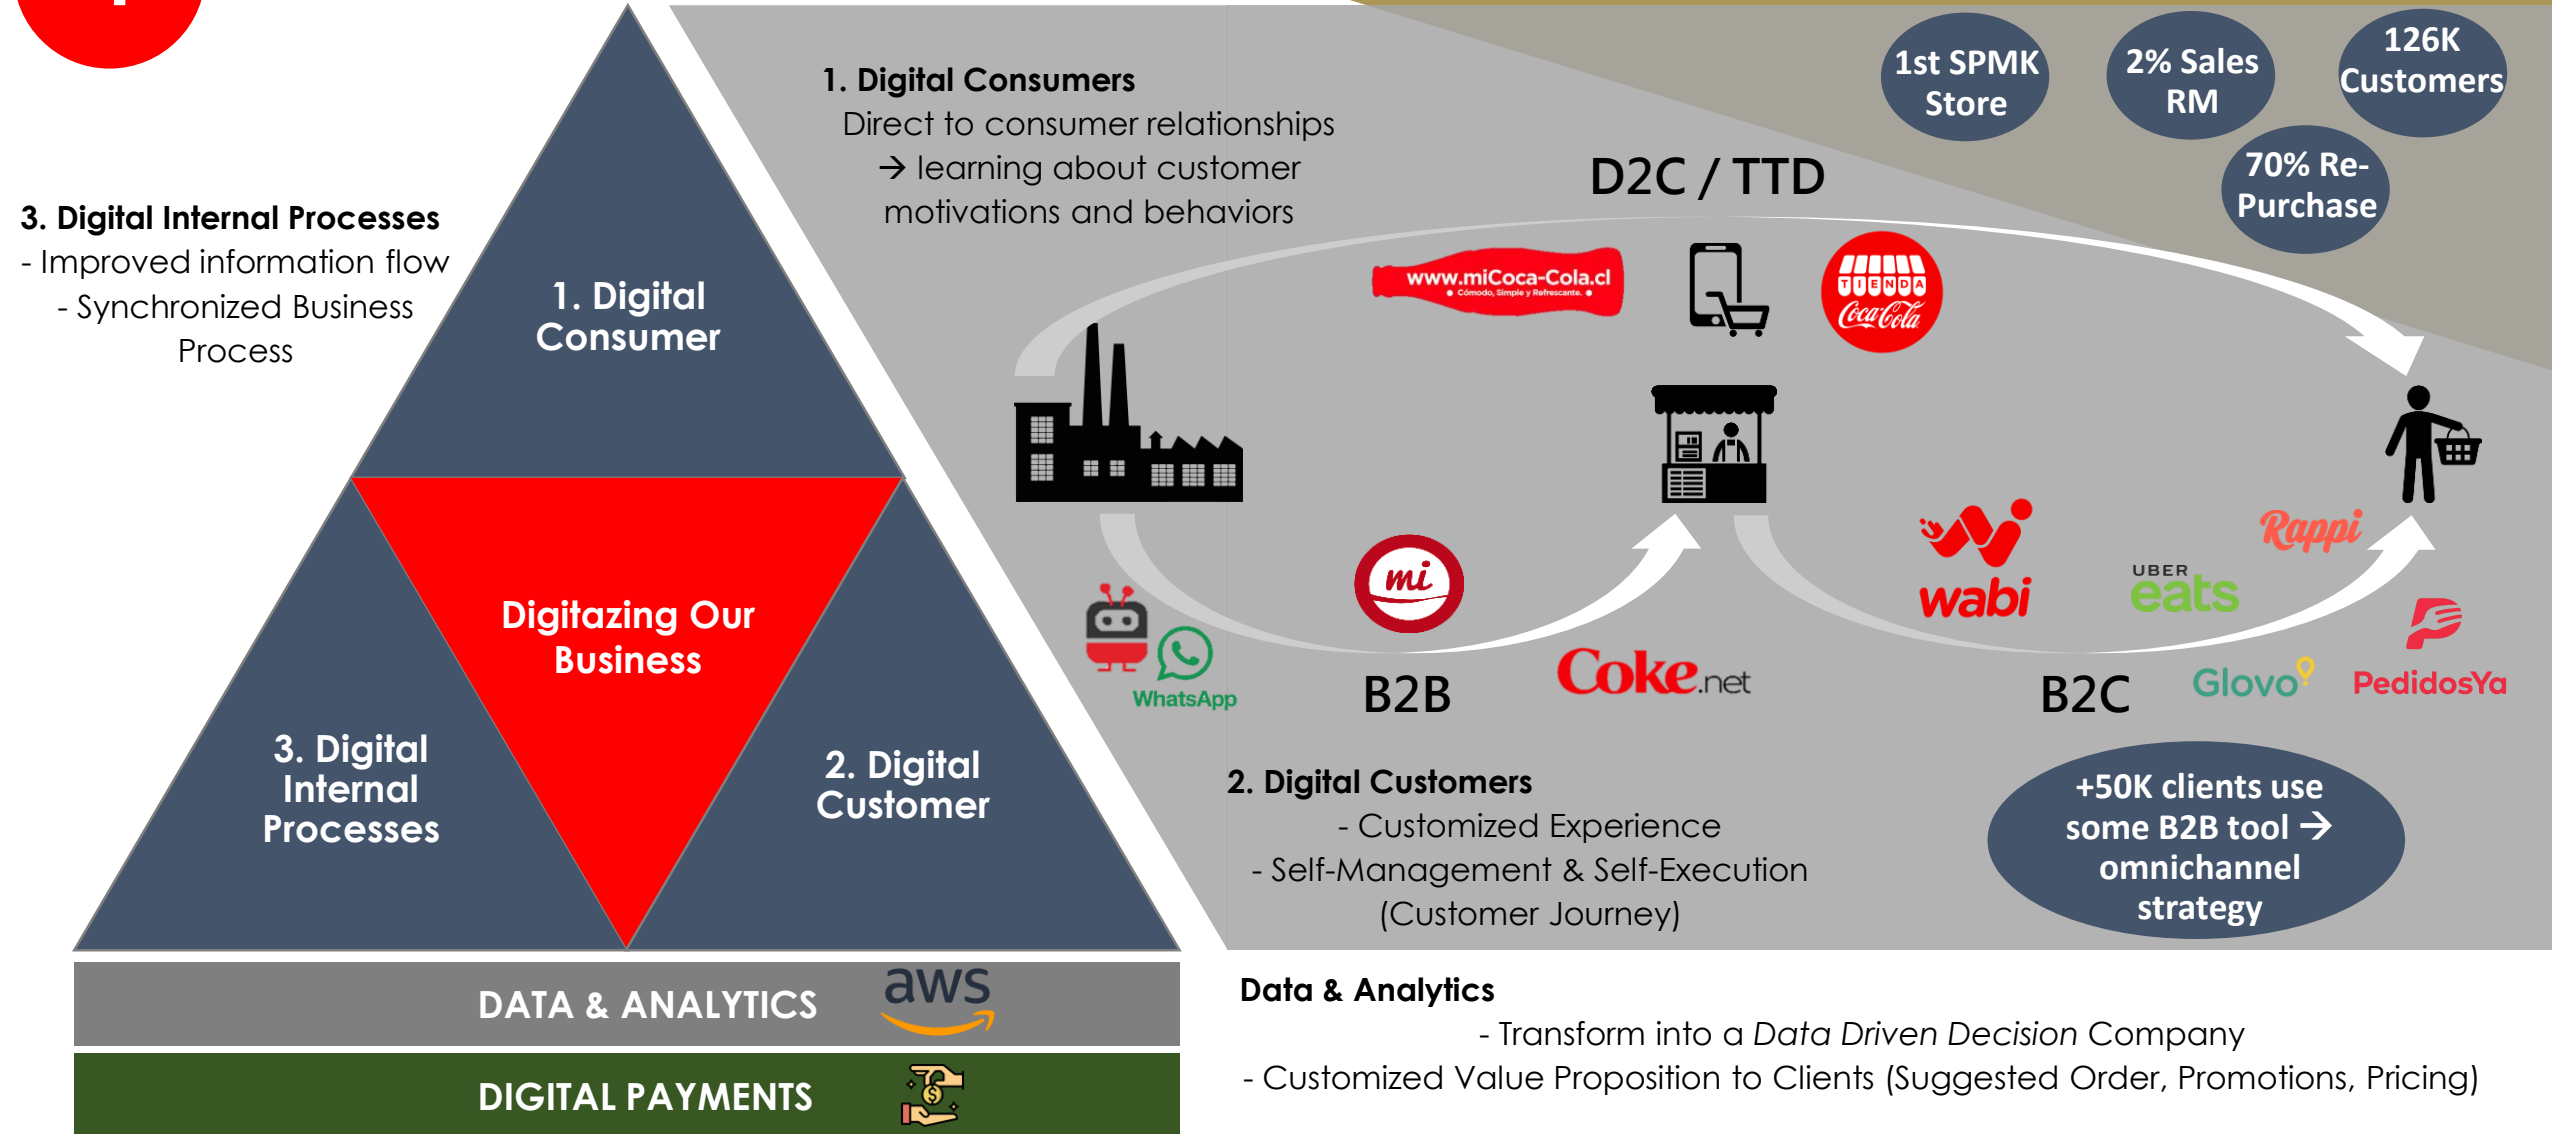 3. Digital Internal Processes
- Improved information flow
- Synchronized Business
Process
1. Digital
Consumer
Digitazing Our
Business
3. Digital
Internal
Processes
2. Digital
Customer
DATA & ANALYTICS
aws
DIGITAL PAYMENTS
1. Digital Consumers
Direct to consumer relationships
→ learning about customer
motivations and behaviors
D2C / TTD
1st SPMK
Store
2% Sales
RM
126K
Customers
70% Re-
Purchase
www.miCoca-Cola.cl
Cómodo, Simple y Refrescante.
TIENDA
Coca-Cola
mi
WhatsApp
B2B
Coke.net
wabi
UBER
eats
Rappi
B2C
Glovo
PedidosYa
2. Digital Customers
- Customized Experience
- Self-Management & Self-Execution
(Customer Journey)
+50K clients use
some B2B tool →
omnichannel
strategy
Data & Analytics
- Transform into a Data Driven Decision Company
- Customized Value Proposition to Clients (Suggested Order, Promotions, Pricing)